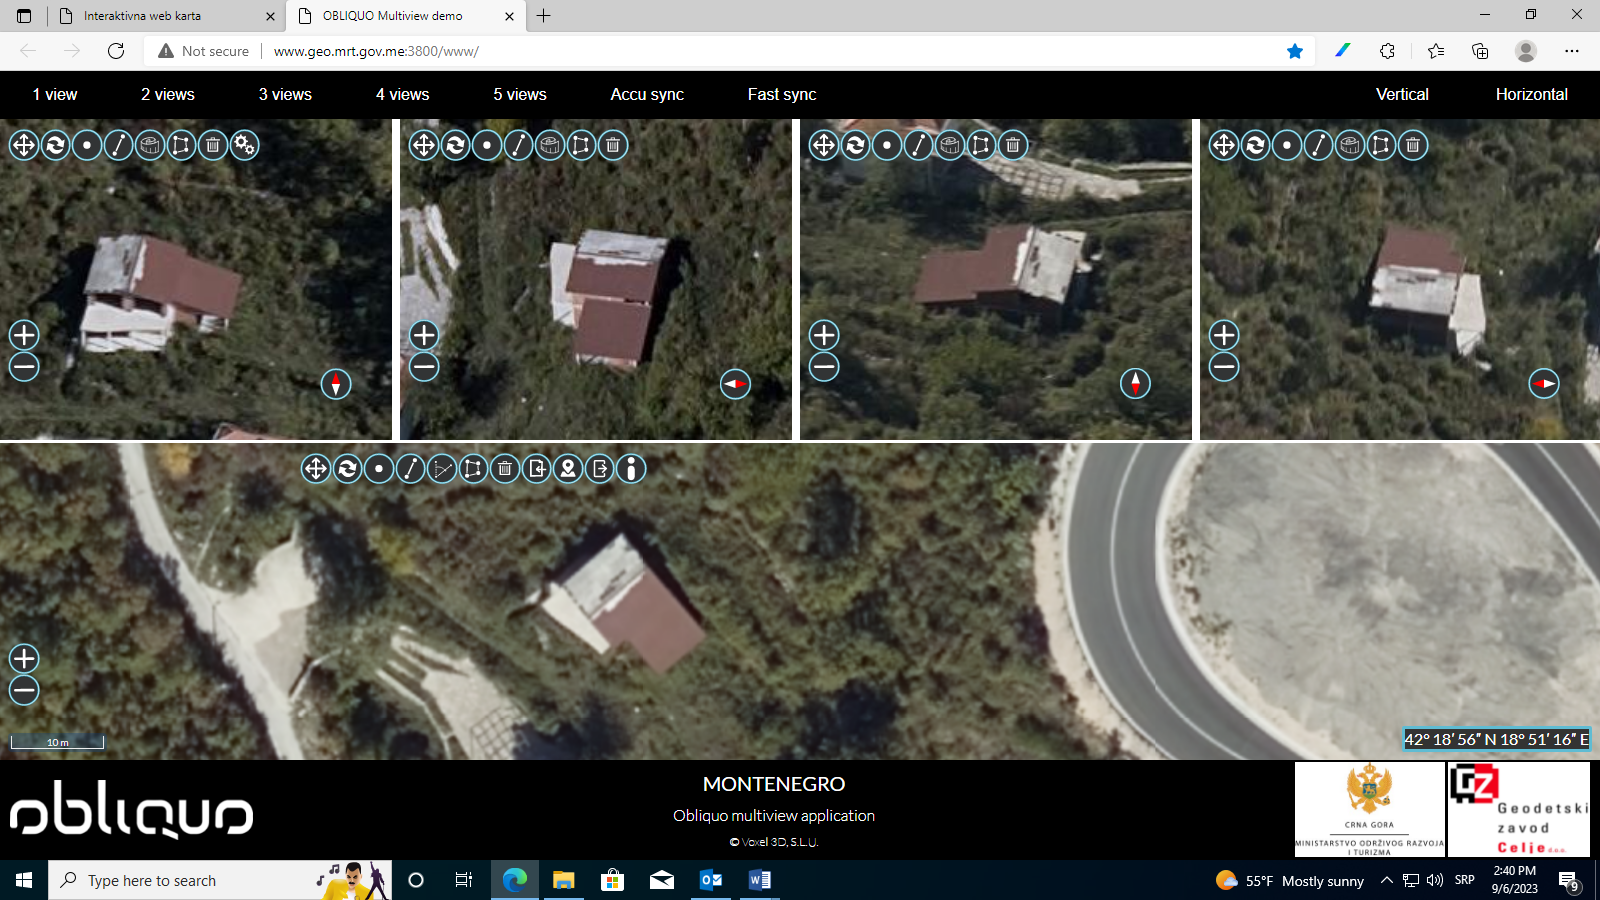 Interaktivna web karta
OBLIQUO Multiview demo
Not secure
www.geo.mrt.gov.me:3800/www/
1 view
2 views
3 views
4 views
5 views
Accu sync
Fast sync
Vertical
Horizontal
10 m
42° 18′ 56″ N 18° 51′ 16″ E
obliquo
MONTENEGRO
Obliquo multiview application
© Voxel 3D, S.L.U.
CRNA GORA
MINISTARSTVO ODRŽIVOG RAZVOJA
I TURIZMA
GZ
Geodetski
zavod
Celje d.o.o.
Type here to search
55°F Mostly sunny
SRP
2:40 PM
9/6/2023
9